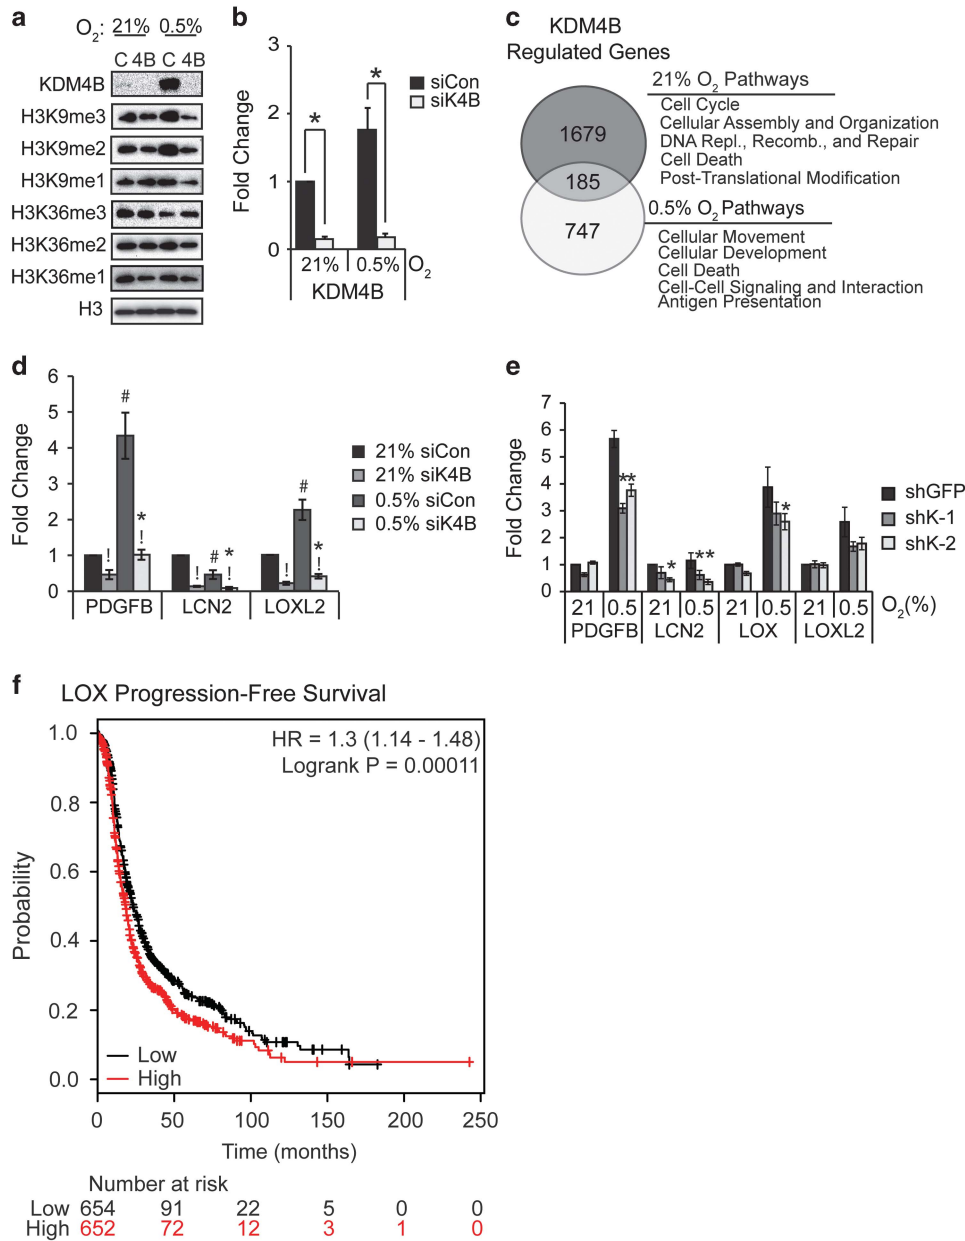 a
O2: 21% 0.5%
C 4B C 4B
KDM4B
H3K9me3
H3K9me2
H3K9me1
H3K36me3
H3K36me2
H3K36me1
H3
b
3
2
1
0
Fold Change
*
*
siCon
siK4B
21% 0.5% O2
KDM4B
c
KDM4B
Regulated Genes
1679
185
747
21% O2 Pathways
Cell Cycle
Cellular Assembly and Organization
DNA Repl., Recomb., and Repair
Cell Death
Post-Translational Modification
0.5% O2 Pathways
Cellular Movement
Cellular Development
Cell Death
Cell-Cell Signaling and Interaction
Antigen Presentation
d
6
5
4
3
2
1
0
Fold Change
! # * ! ! # * ! ! # * !
21% siCon
21% siK4B
0.5% siCon
0.5% siK4B
PDGFB LCN2 LOXL2
e
7
6
5
4
3
2
1
0
Fold Change
** * ** *
shGFP
shK-1
shK-2
21 0.5 21 0.5 21 0.5 21 0.5 O2(%)
PDGFB LCN2 LOX LOXL2
f
LOX Progression-Free Survival
HR = 1.3 (1.14 - 1.48)
Logrank P = 0.00011
1.0
0.8
0.6
0.4
0.2
0.0
Probability
Low
High
0 50 100 150 200 250
Time (months)
Number at risk
Low 654 91 22 5 0 0
High 652 72 12 3 1 0